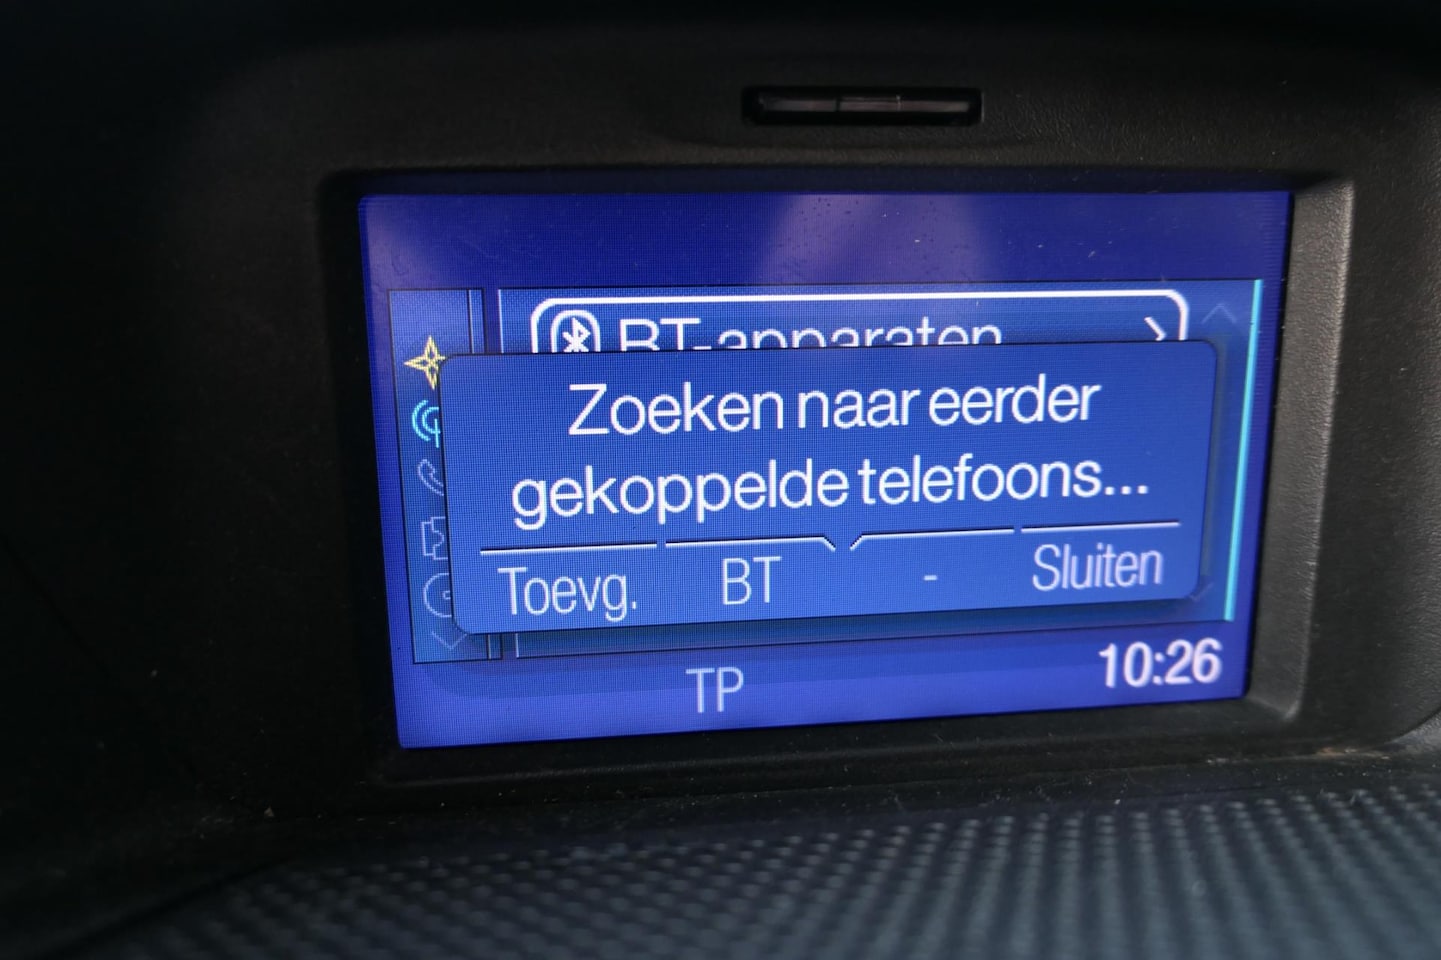 BT-apparaten
Zoeken naar eerder
gekoppelde telefoons...
Toevg. BT - Sluiten
TP
10:26